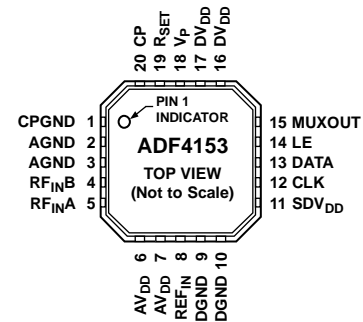 20 CP
19 RSET
18 VP
17 DVDD
16 DVDD
PIN 1
INDICATOR
ADF4153
TOP VIEW
(Not to Scale)
CPGND 1
AGND 2
AGND 3
RFINB 4
RFINA 5
15 MUXOUT
14 LE
13 DATA
12 CLK
11 SDVDD
AVDD 6
AVDD 7
REFIN 8
DGND 9
DGND 10